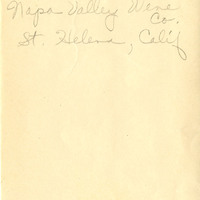 Napa Valley Wine
Co.
St. Helena, Calif